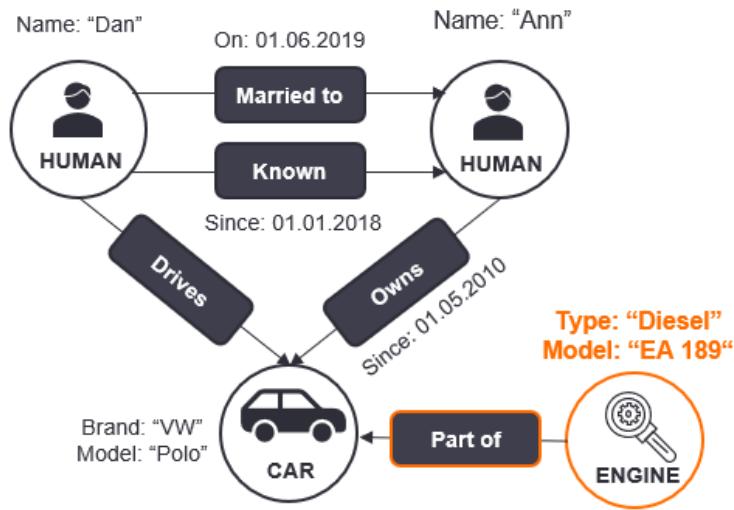 Name: “Dan”
Name: “Ann”
On: 01.06.2019
Married to
HUMAN
HUMAN
Known
Since: 01.01.2018
Drives
Owns
Since: 01.05.2010
Type: “Diesel”
Model: “EA 189“
Brand: “VW”
Model: “Polo”
CAR
Part of
ENGINE